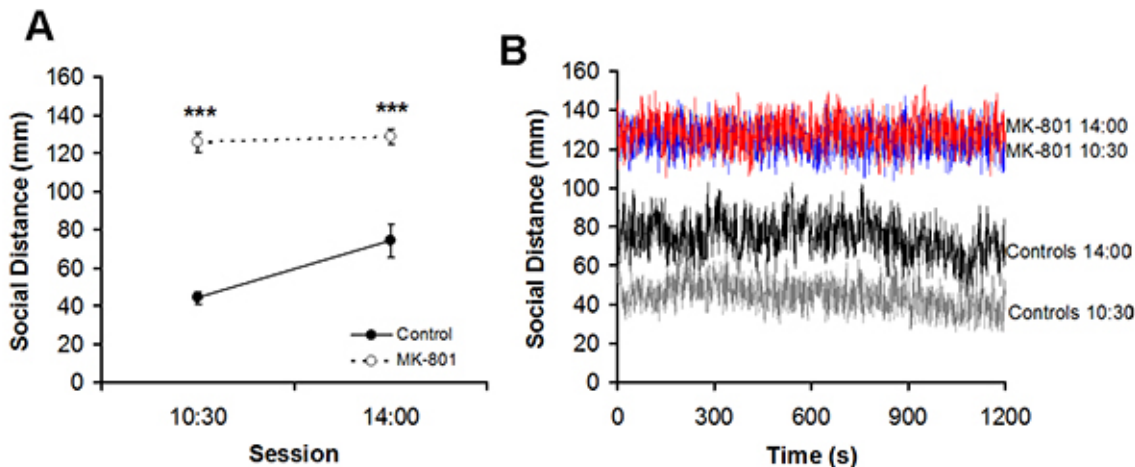 A
Social Distance (mm)
160
140
120
100
80
60
40
20
0
***
***
Control
MK-801
10:30
14:00
Session
B
Social Distance (mm)
160
140
120
100
80
60
40
20
0
MK-801 14:00
MK-801 10:30
Controls 14:00
Controls 10:30
0
300
600
900
1200
Time (s)